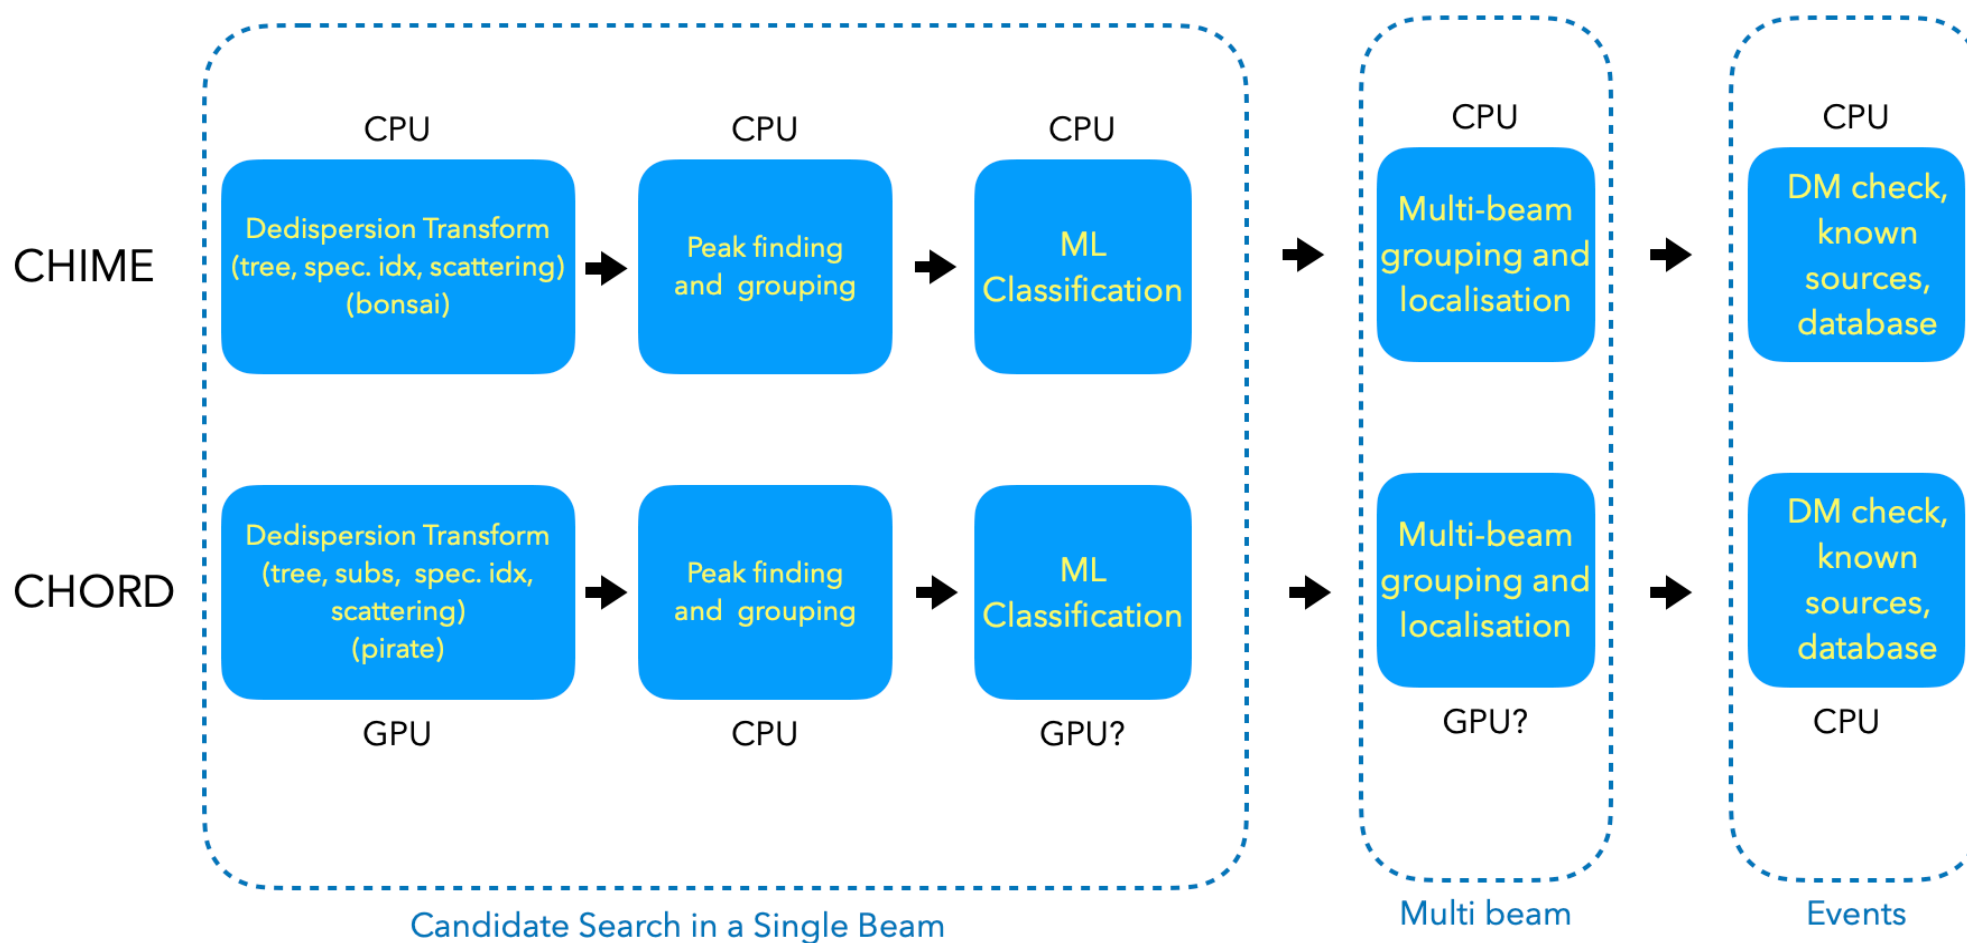 CPU
CPU
CPU
CPU
CPU
CHIME
Dedispersion Transform
(tree, spec. idx, scattering)
(bonsai)
Peak finding
and grouping
ML
Classification
Multi-beam
grouping and
localisation
DM check,
known
sources,
database
CHORD
Dedispersion Transform
(tree, subs, spec. idx,
scattering)
(pirate)
Peak finding
and grouping
ML
Classification
Multi-beam
grouping and
localisation
DM check,
known
sources,
database
GPU
CPU
GPU?
GPU?
CPU
Candidate Search in a Single Beam
Multi beam
Events